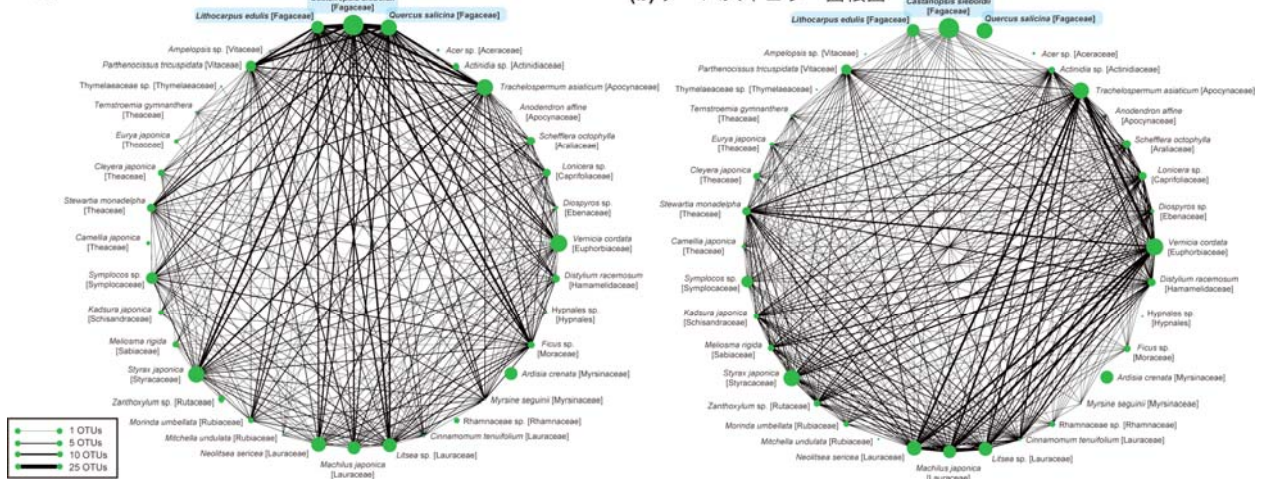 (b)
[Fagaceae]
Lithocarpus edulis [Fagaceae]
Quercus salicina [Fagaceae]
Ampelopsis sp. [Vitaceae]
Acer sp. [Aceraceae]
Parthenocissus tricuspidata [Vitaceae]
Actinidia sp. [Actinidiaceae]
Thymelaeaceae sp. [Thymelaeaceae]
Trachelospermum asiaticum [Apocynaceae]
Ternstroemia gymnanthera
[Theaceae]
Anodendron affine
[Apocynaceae]
Eurya japonica
[Theaceae]
Schefflera octophylla
[Araliaceae]
Cleyera japonica
[Theaceae]
Lonicera sp.
[Caprifoliaceae]
Stewartia monadelpha
[Theaceae]
Diospyros sp.
[Ebenaceae]
Camellia japonica
[Theaceae]
Vernicia cordata
[Euphorbiaceae]
Symplocos sp.
[Symplocaceae]
Distylium racemosum
[Hamamelidaceae]
Kadsura japonica
[Schisandraceae]
Hypnales sp.
[Hypnales]
Meliosma rigida
[Sabiaceae]
Ficus sp.
[Moraceae]
Styrax japonica
[Styracaceae]
Ardisia crenata [Myrsinaceae]
Zanthoxylum sp. [Rutaceae]
Myrsine seguinii [Myrsinaceae]
Morinda umbellata [Rubiaceae]
Rhamnaceae sp. [Rhamnaceae]
Mitchella undulata [Rubiaceae]
Cinnamomum tenuifolium [Lauraceae]
Neolitsea sericea [Lauraceae]
Litsea sp. [Lauraceae]
Machilus japonica
[Lauraceae]
1 OTUs
5 OTUs
10 OTUs
25 OTUs
Castanopsis sieboldii
[Fagaceae]
Lithocarpus edulis [Fagaceae]
Quercus salicina [Fagaceae]
Ampelopsis sp. [Vitaceae]
Acer sp. [Aceraceae]
Parthenocissus tricuspidata [Vitaceae]
Actinidia sp. [Actinidiaceae]
Thymelaeaceae sp. [Thymelaeaceae]
Trachelospermum asiaticum [Apocynaceae]
Ternstroemia gymnanthera
[Theaceae]
Anodendron affine
[Apocynaceae]
Eurya japonica
[Theaceae]
Schefflera octophylla
[Araliaceae]
Cleyera japonica
[Theaceae]
Lonicera sp.
[Caprifoliaceae]
Stewartia monadelpha
[Theaceae]
Diospyros sp.
[Ebenaceae]
Camellia japonica
[Theaceae]
Vernicia cordata
[Euphorbiaceae]
Symplocos sp.
[Symplocaceae]
Distylium racemosum
[Hamamelidaceae]
Kadsura japonica
[Schisandraceae]
Hypnales sp.
[Hypnales]
Meliosma rigida
[Sabiaceae]
Ficus sp.
[Moraceae]
Styrax japonica
[Styracaceae]
Ardisia crenata [Myrsinaceae]
Zanthoxylum sp. [Rutaceae]
Myrsine seguinii [Myrsinaceae]
Morinda umbellata [Rubiaceae]
Rhamnaceae sp. [Rhamnaceae]
Mitchella undulata [Rubiaceae]
Cinnamomum tenuifolium [Lauraceae]
Neolitsea sericea [Lauraceae]
Litsea sp. [Lauraceae]
Machilus japonica
[Lauraceae]